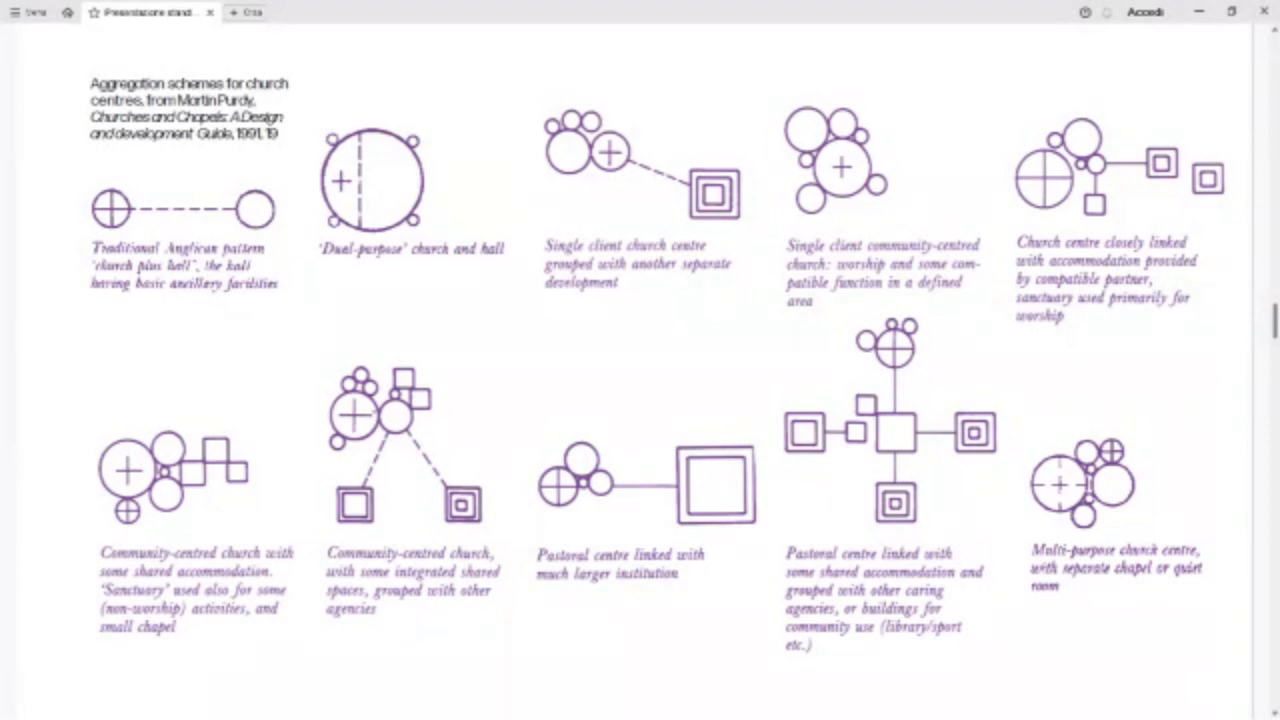 Presentazione stand...
Crea
Accedi
Aggregation schemes for church
centres, from Martin Purdy,
Churches and Chapels: A Design
and development Guide, 1991, 19
Traditional Anglican pattern
'church plus hall', the hall
having basic ancillary facilities
'Dual-purpose' church and hall
Single client church centre
grouped with another separate
development
Single client community-centred
church: worship and some com-
patible function in a defined
area
Church centre closely linked
with accommodation provided
by compatible partner,
sanctuary used primarily for
worship
Community-centred church with
some shared accommodation.
'Sanctuary' used also for some
(non-worship) activities, and
small chapel
Community-centred church,
with some integrated shared
spaces, grouped with other
agencies
Pastoral centre linked with
much larger institution
Pastoral centre linked with
some shared accommodation and
grouped with other caring
agencies, or buildings for
community use (library/sport
etc.)
Multi-purpose church centre,
with separate chapel or quiet
room